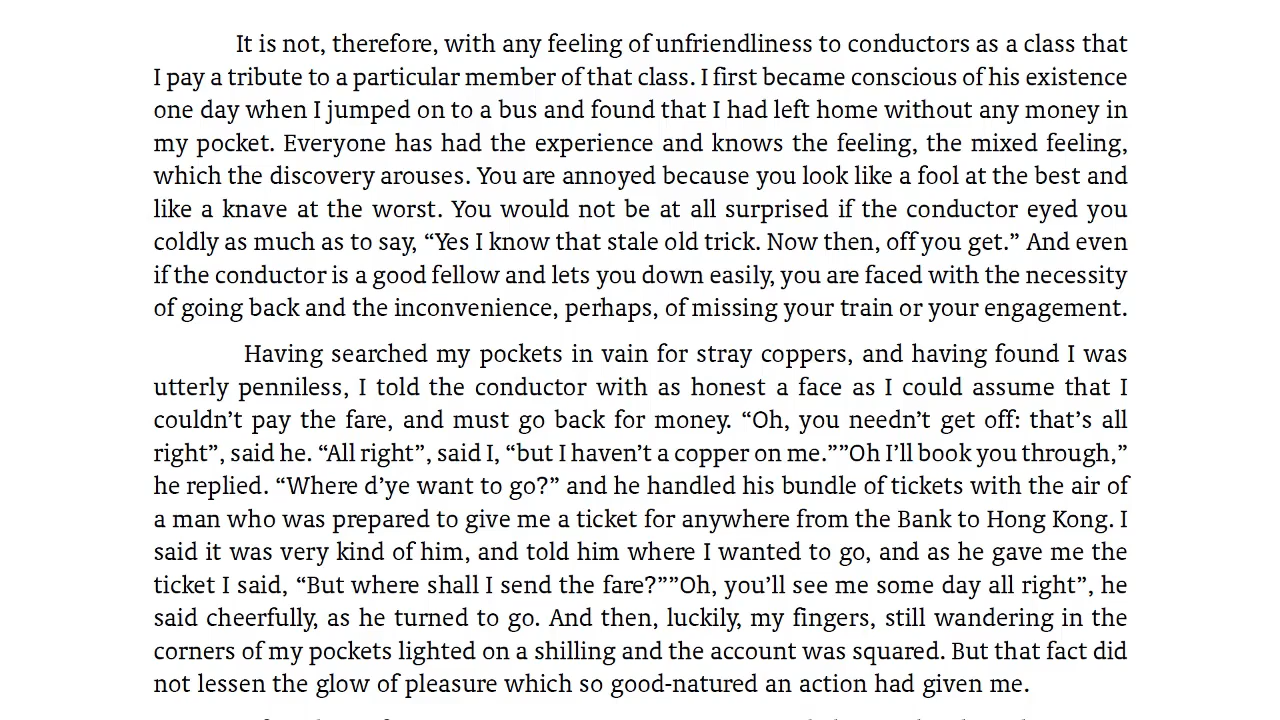 It is not, therefore, with any feeling of unfriendliness to conductors as a class that
I pay a tribute to a particular member of that class. I first became conscious of his existence
one day when I jumped on to a bus and found that I had left home without any money in
my pocket. Everyone has had the experience and knows the feeling, the mixed feeling,
which the discovery arouses. You are annoyed because you look like a fool at the best and
like a knave at the worst. You would not be at all surprised if the conductor eyed you
coldly as much as to say, “Yes I know that stale old trick. Now then, off you get.” And even
if the conductor is a good fellow and lets you down easily, you are faced with the necessity
of going back and the inconvenience, perhaps, of missing your train or your engagement.
Having searched my pockets in vain for stray coppers, and having found I was
utterly penniless, I told the conductor with as honest a face as I could assume that I
couldn’t pay the fare, and must go back for money. “Oh, you needn’t get off: that’s all
right”, said he. “All right”, said I, “but I haven’t a copper on me.””Oh I’ll book you through,”
he replied. “Where d’ye want to go?” and he handled his bundle of tickets with the air of
a man who was prepared to give me a ticket for anywhere from the Bank to Hong Kong. I
said it was very kind of him, and told him where I wanted to go, and as he gave me the
ticket I said, “But where shall I send the fare?””Oh, you’ll see me some day all right”, he
said cheerfully, as he turned to go. And then, luckily, my fingers, still wandering in the
corners of my pockets lighted on a shilling and the account was squared. But that fact did
not lessen the glow of pleasure which so good-natured an action had given me.